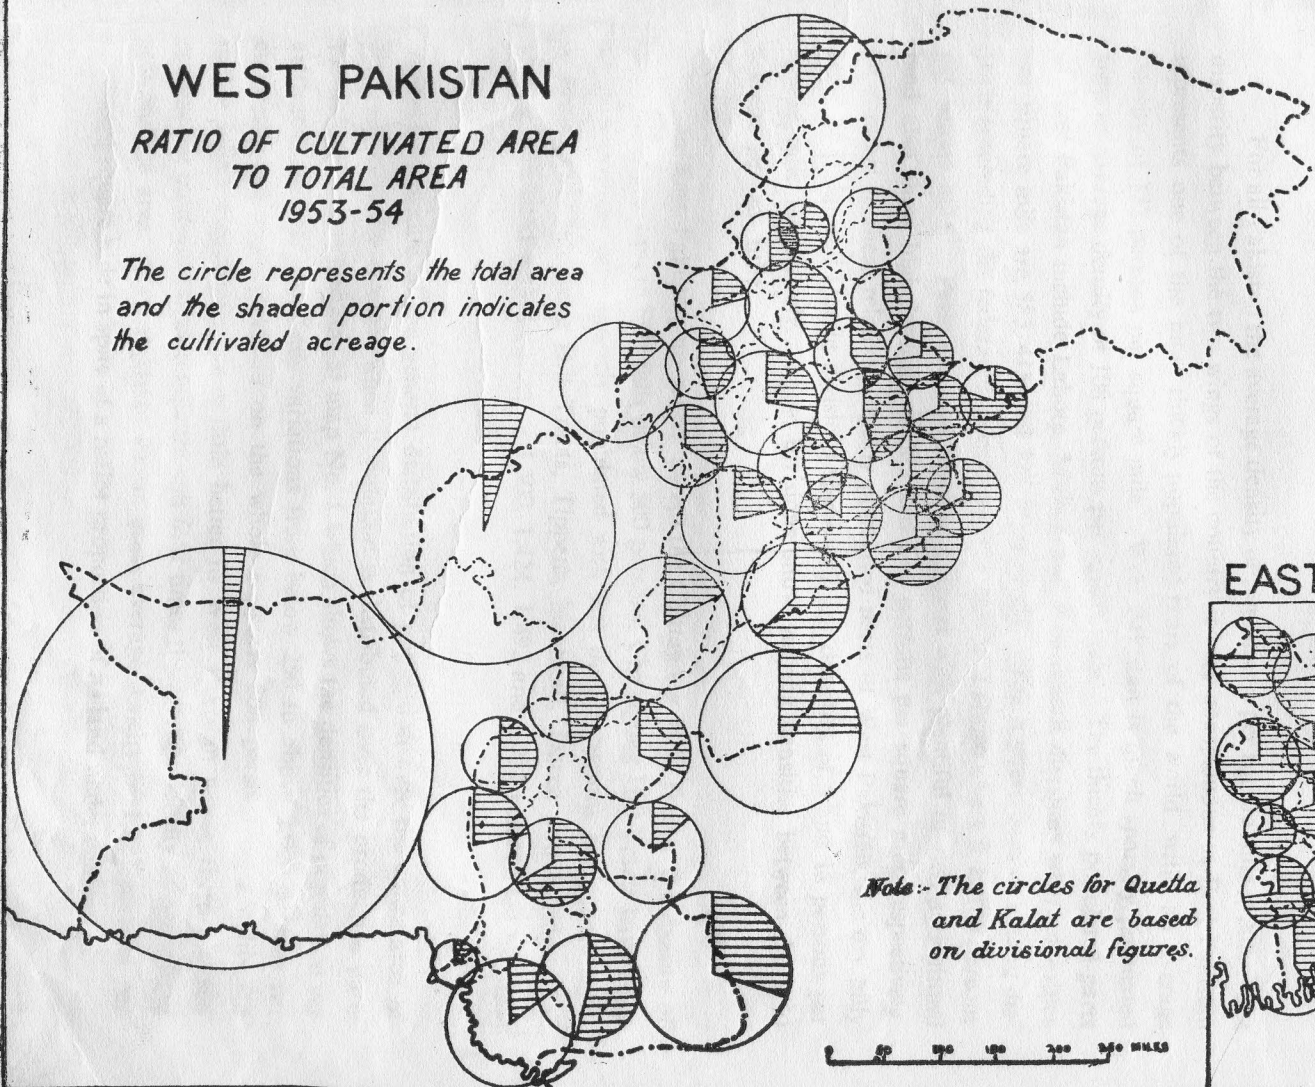 WEST PAKISTAN
RATIO OF CULTIVATED AREA
TO TOTAL AREA
1953-54
The circle represents the total area
and the shaded portion indicates
the cultivated acreage.
EAST
Note:- The circles for Quetta
and Kalat are based
on divisional figures.
0 50 100 150 200 250 MILES